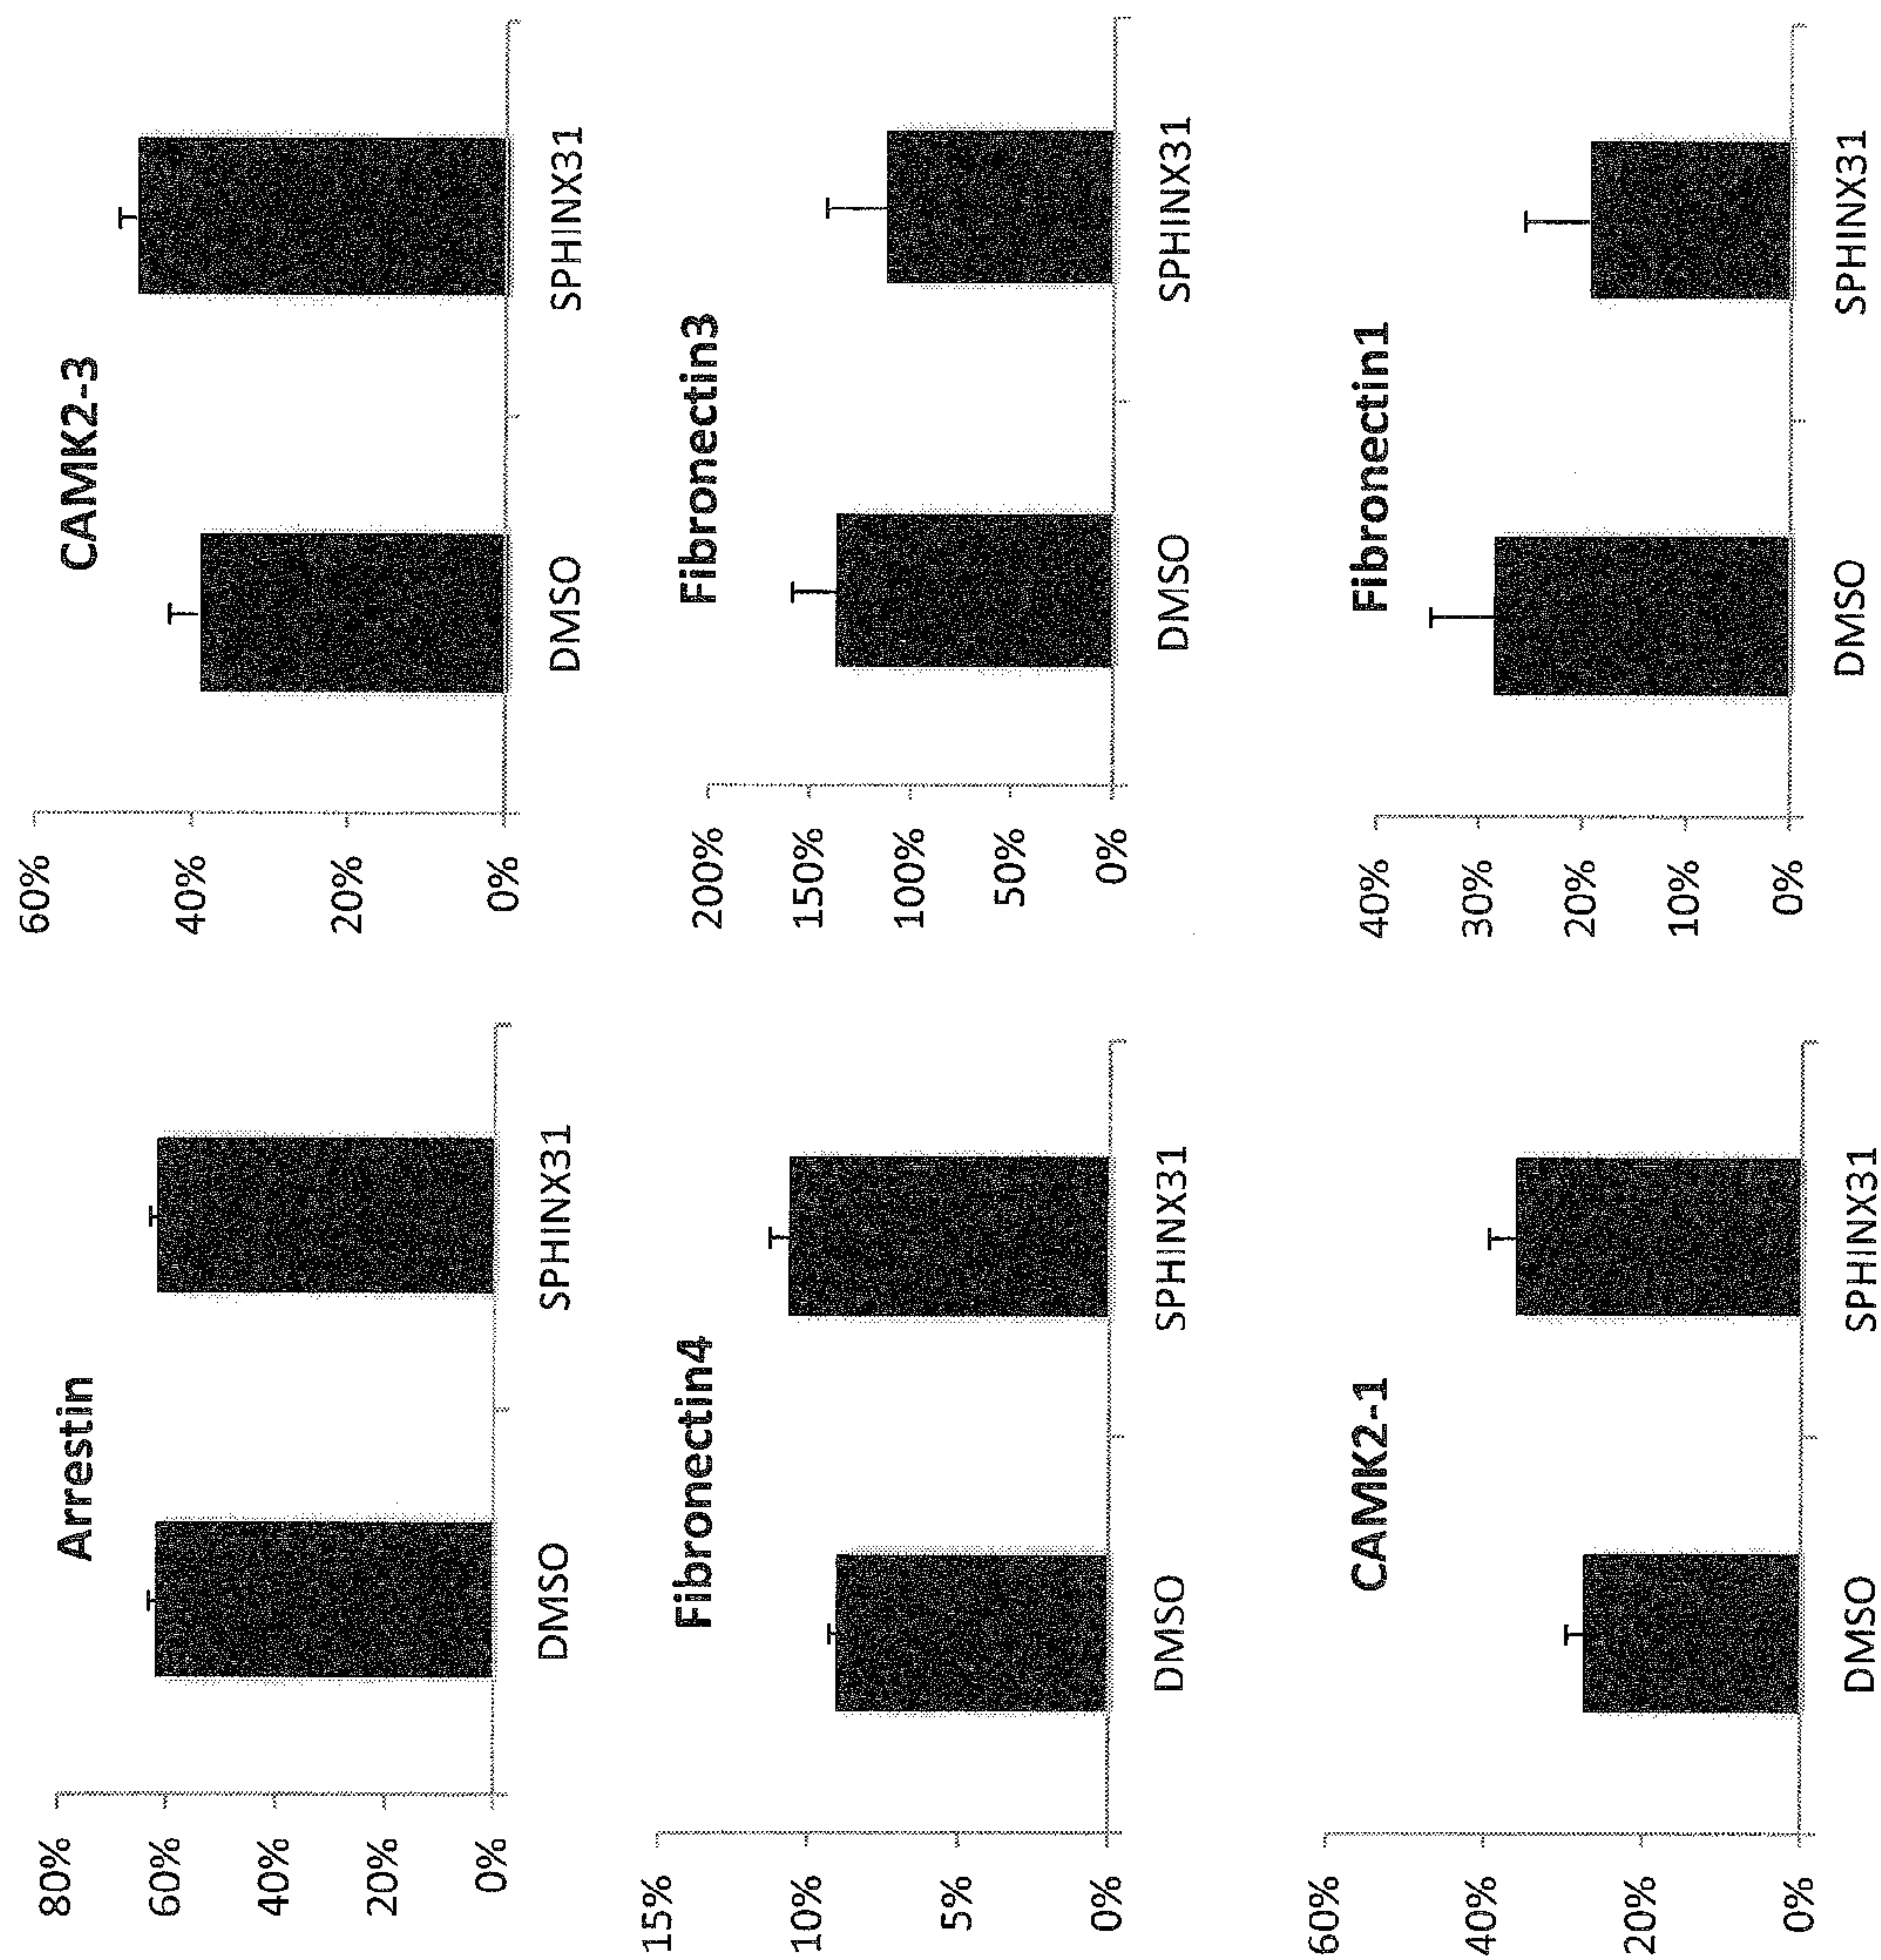 Arrestin
80%
60%
40%
20%
0%
DMSO
SPHINX31
CAMK2-3
60%
40%
20%
0%
DMSO
SPHINX31
Fibronectin4
15%
10%
5%
0%
DMSO
SPHINX31
Fibronectin3
200%
150%
100%
50%
0%
DMSO
SPHINX31
CAMK2-1
60%
40%
20%
0%
DMSO
SPHINX31
Fibronectin1
40%
30%
20%
10%
0%
DMSO
SPHINX31